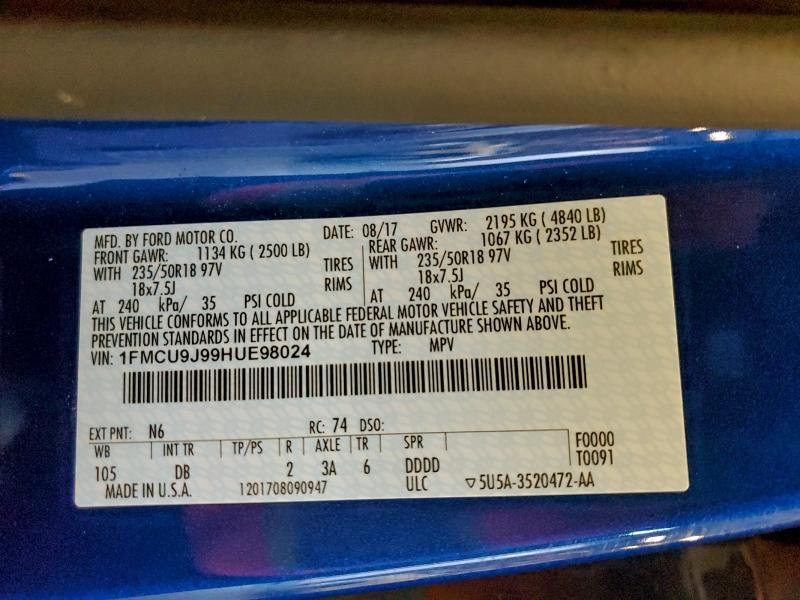 MFD. BY FORD MOTOR CO. DATE: 08/17 GVWR: 2195 KG ( 4840 LB)
FRONT GAWR: 1134 KG ( 2500 LB) REAR GAWR: 1067 KG ( 2352 LB)
WITH 235/50R18 97V TIRES WITH 235/50R18 97V TIRES
18x7.5J RIMS 18x7.5J RIMS
AT 240 kPa/ 35 PSI COLD AT 240 kPa/ 35 PSI COLD
THIS VEHICLE CONFORMS TO ALL APPLICABLE FEDERAL MOTOR VEHICLE SAFETY AND THEFT
PREVENTION STANDARDS IN EFFECT ON THE DATE OF MANUFACTURE SHOWN ABOVE.
VIN: 1FMCU9J99HUE98024 TYPE: MPV
EXT PNT: N6 RC: 74 DSO:
WB INT TR TP/PS R AXLE TR SPR F0000
105 DB 2 3A 6 DDDD T0091
MADE IN U.S.A. 1201708090947 ULC ▽5U5A-3520472-AA